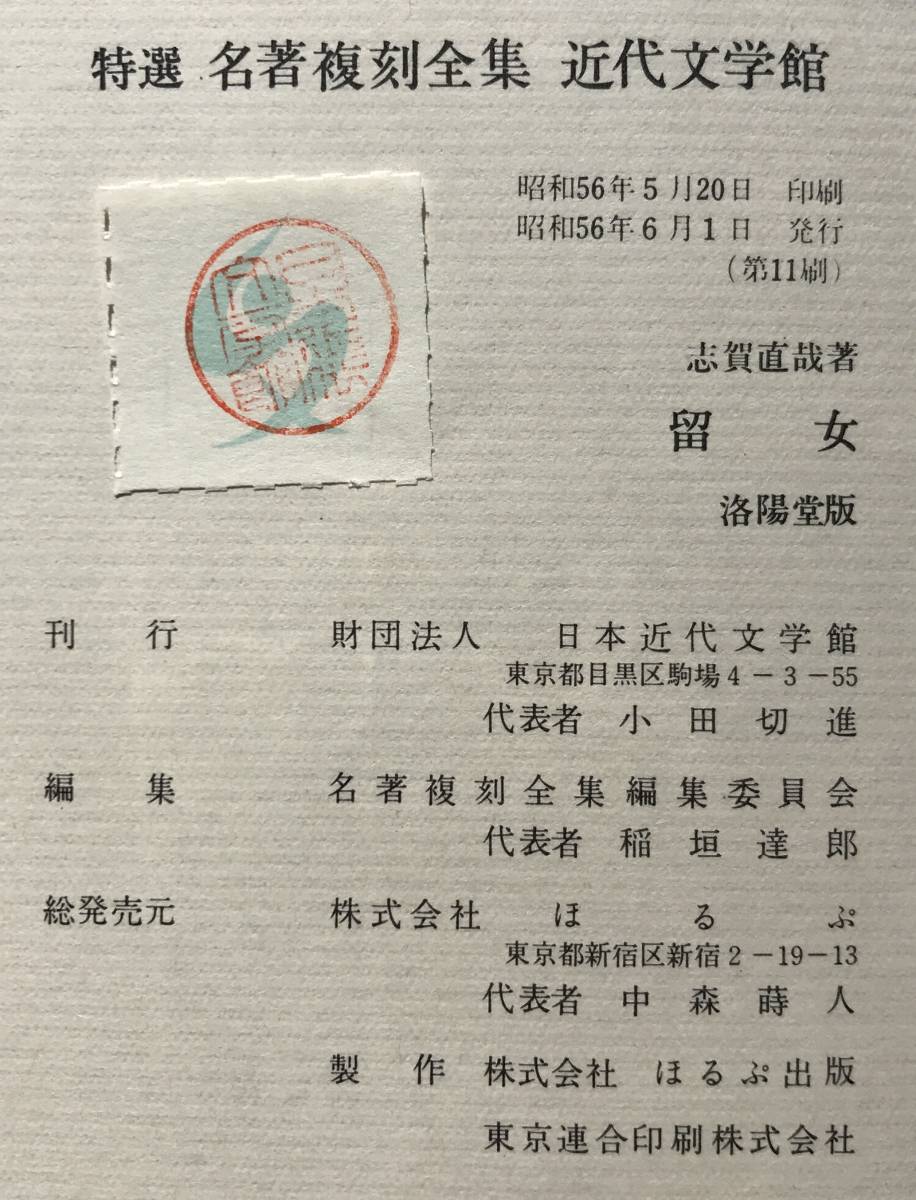 特選 名著複刻全集 近代文学館
昭和56年5月20日 印刷
昭和56年6月1日 発行
(第11刷)
志賀直哉著
留女
洛陽堂版
刊行 財団法人 日本近代文学館
東京都目黒区駒場4-3-55
代表者 小田切進
編集 名著複刻全集編集委員会
代表者 稲垣達郎
総発売元 株式会社 ほるぷ
東京都新宿区新宿2-19-13
代表者 中森蒔人
製作 株式会社 ほるぷ出版
東京連合印刷株式会社